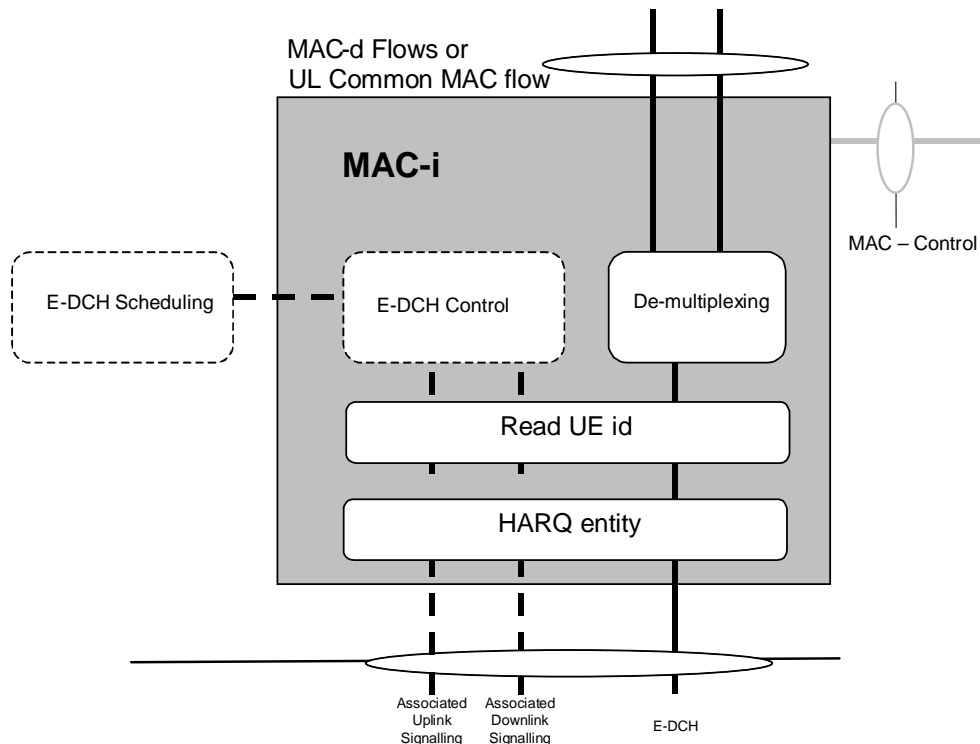 MAC-d Flows or
UL Common MAC flow
MAC-i
MAC – Control
E-DCH Scheduling
E-DCH Control
De-multiplexing
Read UE id
HARQ entity
Associated
Uplink
Signalling
Associated
Downlink
Signalling
E-DCH